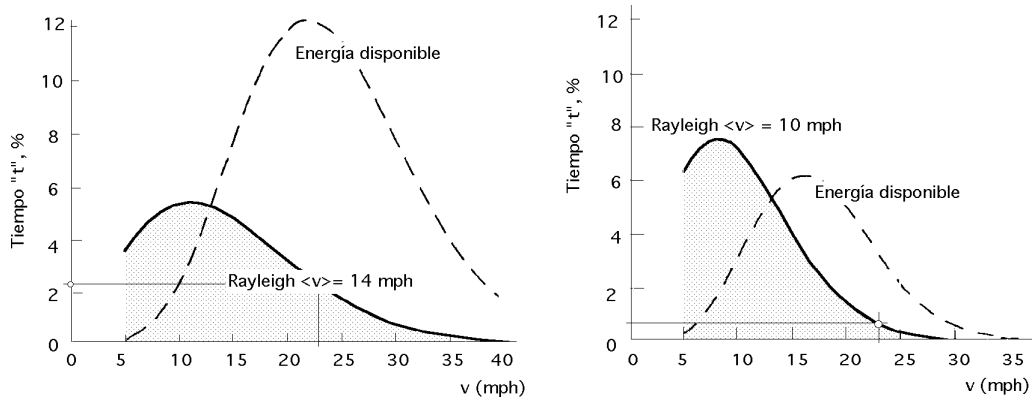 12
10
8
6
4
2
0
Tiempo "t", %
Energía disponible
Rayleigh <v>= 14 mph
0 5 10 15 20 25 30 35 40
v (mph)
12
10
8
6
4
2
0
Tiempo "t", %
Rayleigh <v> = 10 mph
Energía disponible
0 5 10 15 20 25 30 35
v (mph)